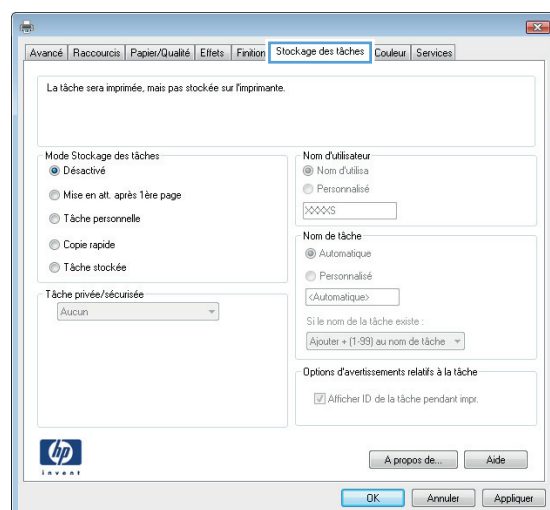 Avancé Raccourcis Papier/Qualité Effets Finition Stockage des tâches Couleur Services
La tâche sera imprimée, mais pas stockée sur l'imprimante.
Mode Stockage des tâches
Désactivé
Mise en att. après 1ère page
Tâche personnelle
Copie rapide
Tâche stockée
Tâche privée/sécurisée
Aucun
Nom d'utilisateur
Nom d'utilisa
Personnalisé
Nom de tâche
Automatique
Personnalisé
<Automatique>
Si le nom de la tâche existe :
Ajouter + (1-99) au nom de tâche
Options d'avertissements relatifs à la tâche
Afficher ID de la tâche pendant impr.
hp
invent
A propos de... Aide
OK Annuler Appliquer